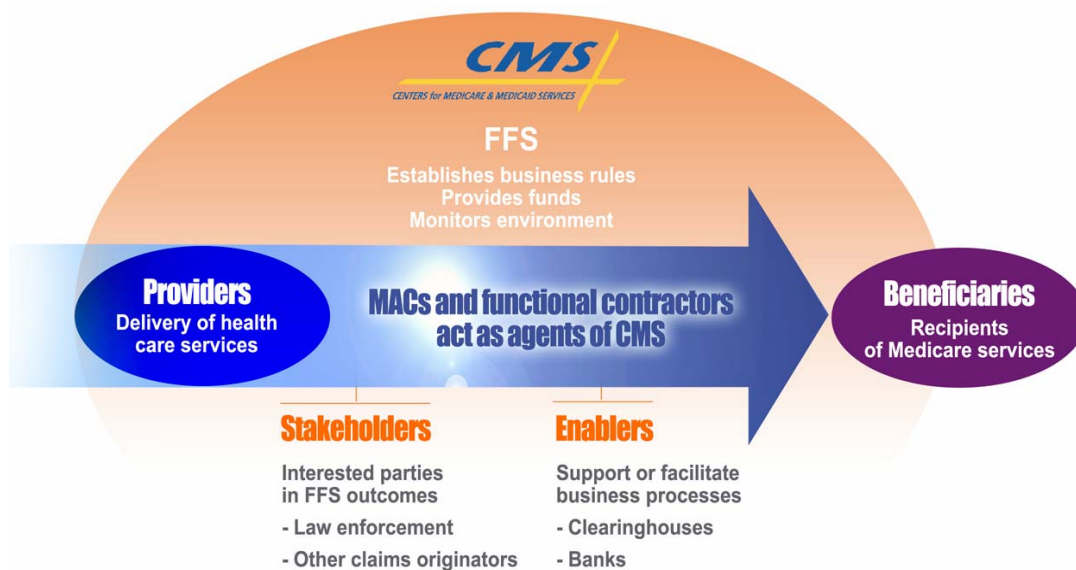 CMS
CENTERS for MEDICARE & MEDICAID SERVICES
FFS
Establishes business rules
Provides funds
Monitors environment
Providers
Delivery of health
care services
MACs and functional contractors
act as agents of CMS
Beneficiaries
Recipients
of Medicare services
Stakeholders
Interested parties
in FFS outcomes
- Law enforcement
- Other claims originators
Enablers
Support or facilitate
business processes
- Clearinghouses
- Banks